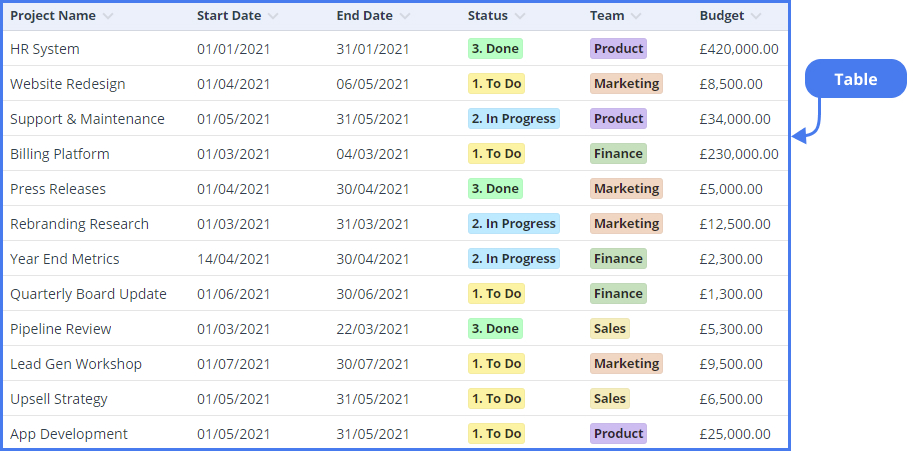 Project Name Start Date End Date Status Team Budget
HR System 01/01/2021 31/01/2021 3. Done Product £420,000.00
Website Redesign 01/04/2021 06/05/2021 1. To Do Marketing £8,500.00
Support & Maintenance 01/05/2021 31/05/2021 2. In Progress Product £34,000.00
Billing Platform 01/03/2021 04/03/2021 1. To Do Finance £230,000.00
Press Releases 01/04/2021 30/04/2021 3. Done Marketing £5,000.00
Rebranding Research 01/03/2021 31/03/2021 2. In Progress Marketing £12,500.00
Year End Metrics 14/04/2021 30/04/2021 2. In Progress Finance £2,300.00
Quarterly Board Update 01/06/2021 30/06/2021 1. To Do Finance £1,300.00
Pipeline Review 01/03/2021 22/03/2021 3. Done Sales £5,300.00
Lead Gen Workshop 01/07/2021 30/07/2021 1. To Do Marketing £9,500.00
Upsell Strategy 01/05/2021 31/05/2021 1. To Do Sales £6,500.00
App Development 01/05/2021 31/05/2021 1. To Do Product £25,000.00
Table